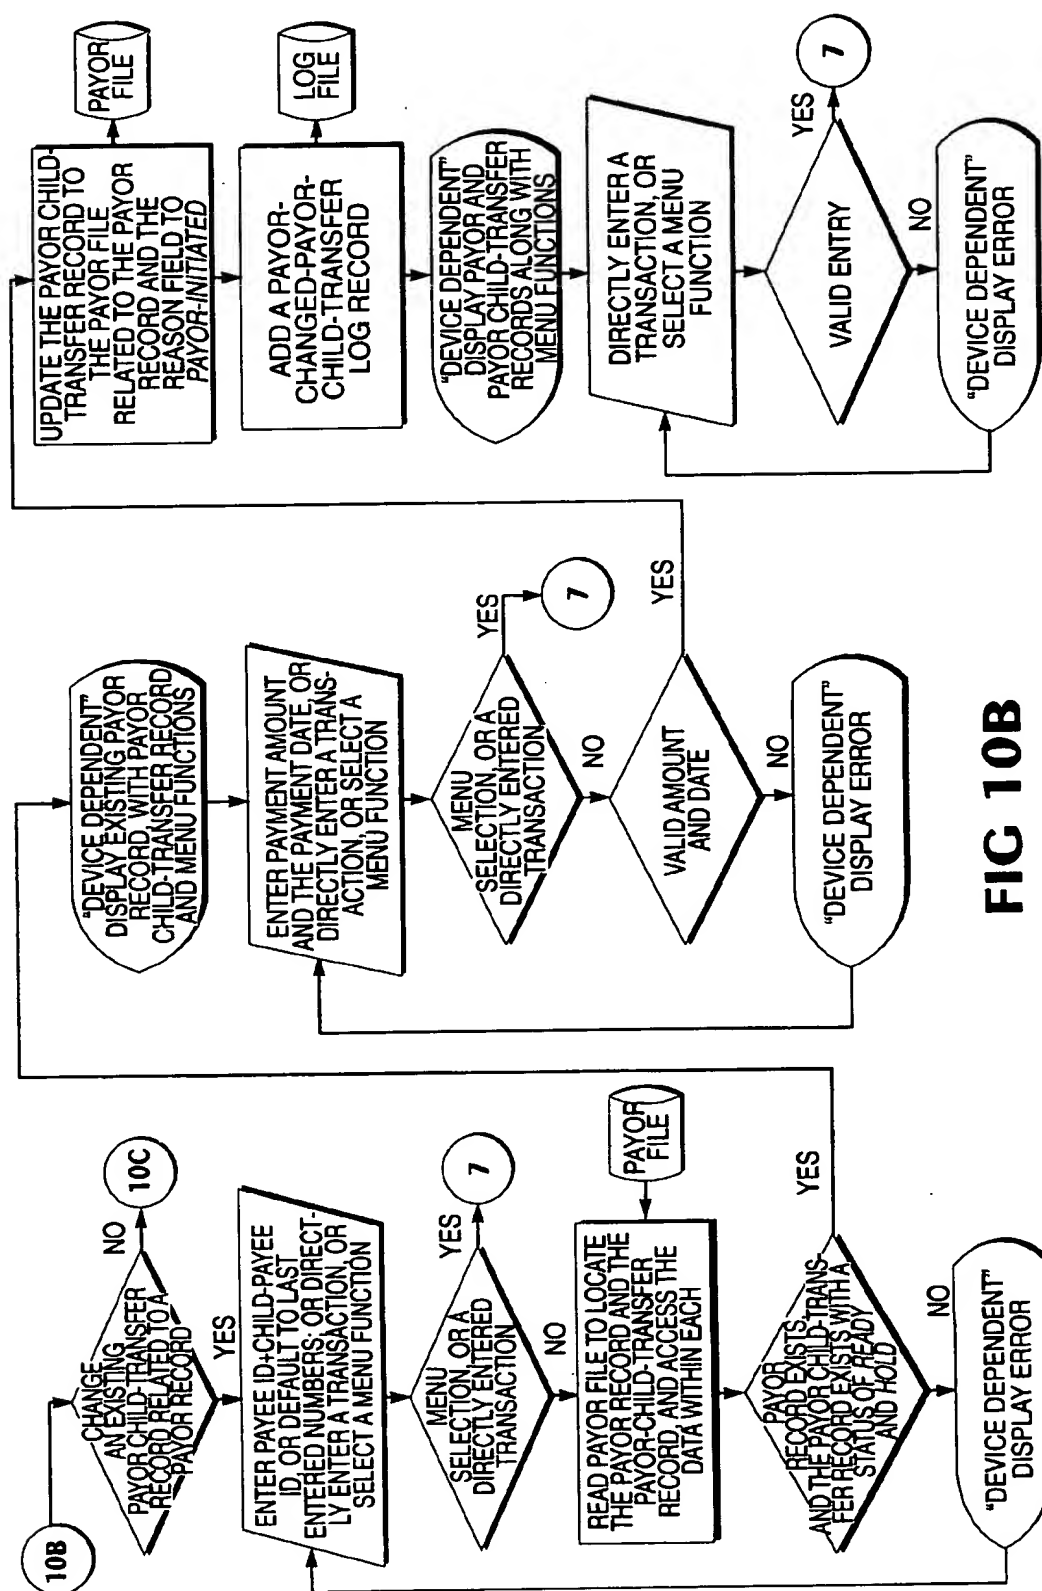 10B
CHANGE
AN EXISTING
PAYOR CHILD-TRANSFER
RECORD RELATED TO A
PAYOR RECORD
NO
10C
YES
ENTER PAYEE ID+CHILD-PAYEE
ID, OR DEFAULT TO LAST
ENTERED NUMBERS; OR DIRECT-
LY ENTER A TRANSACTION, OR
SELECT A MENU FUNCTION
MENU
SELECTION, OR A
DIRECTLY ENTERED
TRANSACTION
YES
7
NO
READ PAYOR FILE TO LOCATE
THE PAYOR RECORD AND THE
PAYOR-CHILD-TRANSFER
RECORD, AND ACCESS THE
DATA WITHIN EACH
PAYOR
FILE
PAYOR
RECORD EXISTS,
AND THE PAYOR CHILD-TRANS-
FER RECORD EXISTS WITH A
STATUS OF READY
AND HOLD
YES
NO
"DEVICE DEPENDENT"
DISPLAY ERROR
"DEVICE DEPENDENT"
DISPLAY EXISTING PAYOR
RECORD, WITH PAYOR
CHILD-TRANSFER RECORD
AND MENU FUNCTIONS
ENTER PAYMENT AMOUNT
AND THE PAYMENT DATE, OR
DIRECTLY ENTER A TRANS-
ACTION, OR SELECT A
MENU FUNCTION
MENU
SELECTION, OR A
DIRECTLY ENTERED
TRANSACTION
YES
7
NO
VALID AMOUNT
AND DATE
YES
NO
"DEVICE DEPENDENT"
DISPLAY ERROR
UPDATE THE PAYOR CHILD-
TRANSFER RECORD TO
THE PAYOR FILE
RELATED TO THE PAYOR
RECORD AND THE
REASON FIELD TO
PAYOR-INITIATED
PAYOR
FILE
ADD A PAYOR-
CHANGED-PAYOR-
CHILD-TRANSFER
LOG RECORD
LOG
FILE
"DEVICE DEPENDENT"
DISPLAY PAYOR AND
PAYOR CHILD-TRANSFER
RECORDS ALONG WITH
MENU FUNCTIONS
DIRECTLY ENTER A
TRANSACTION, OR
SELECT A MENU
FUNCTION
VALID ENTRY
YES
7
NO
"DEVICE DEPENDENT"
DISPLAY ERROR
FIG 10B